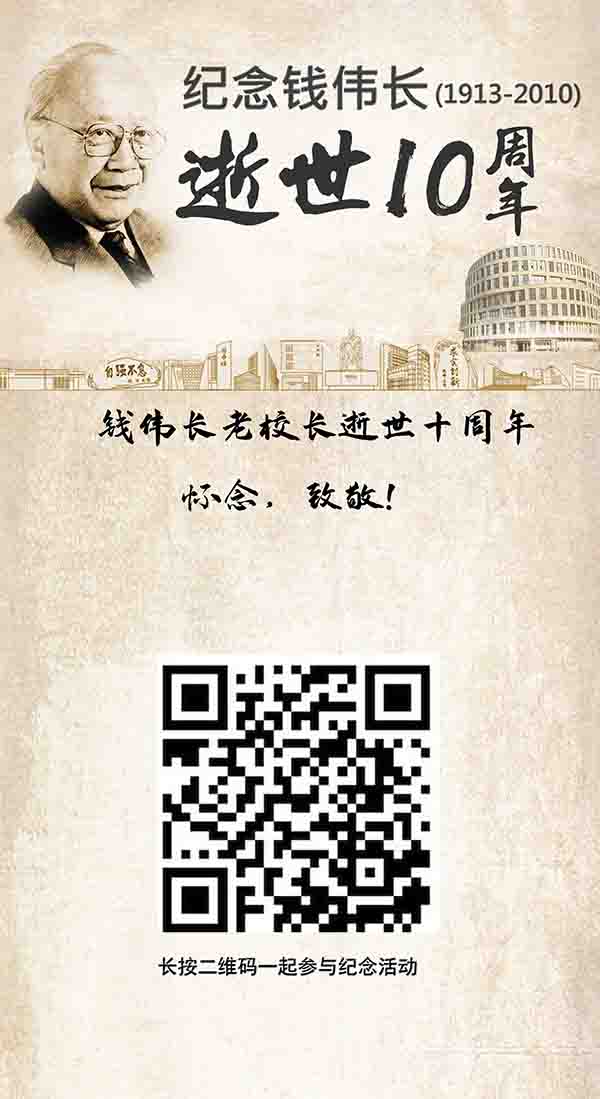 纪念钱伟长(1913-2010)
逝世10周年
自强不息
钱伟长老校长逝世十周年
怀念，致敬！
长按二维码一起参与纪念活动